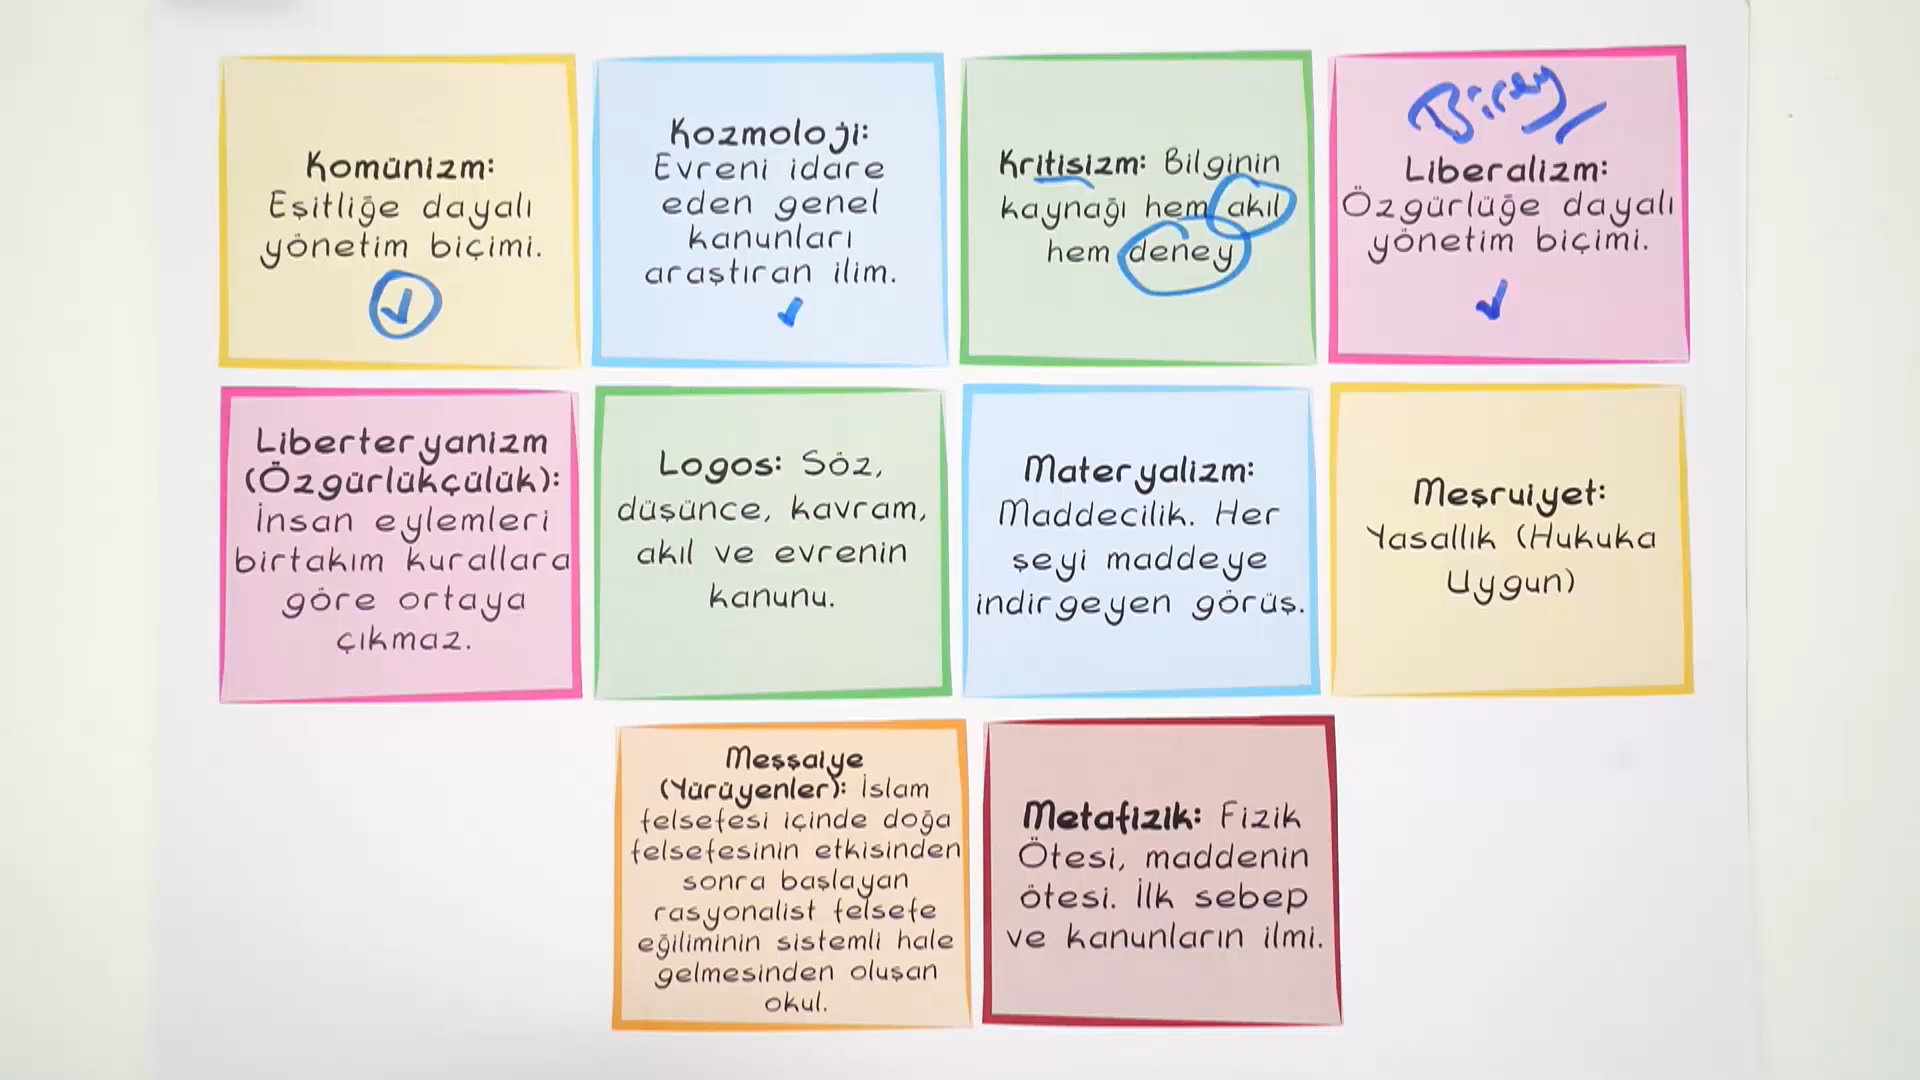 Komünizm:
Eşitliğe dayalı
yönetim biçimi.
Kozmoloji:
Evreni idare
eden genel
kanunları
araştıran ilim.
Kritisizm: Bilginin
kaynağı hem akıl
hem deney
Birey
Liberalizm:
Özgürlüğe dayalı
yönetim biçimi.
Liberteryanizm
(Özgürlükçülük):
İnsan eylemleri
birtakım kurallara
göre ortaya
çıkmaz.
Logos: Söz,
düşünce, kavram,
akıl ve evrenin
kanunu.
Materyalizm:
Maddecilik. Her
şeyi maddeye
indirgeyen görüş.
Meşruiyet:
Yasallık (Hukuka
Uygun)
Meşşaiye
(Yürüyenler): İslam
felsefesi içinde doğa
felsefesinin etkisinden
sonra başlayan
rasyonalist felsefe
eğiliminin sistemli hale
gelmesinden oluşan
okul.
Metafizik: Fizik
Ötesi, maddenin
ötesi. İlk sebep
ve kanunların ilmi.